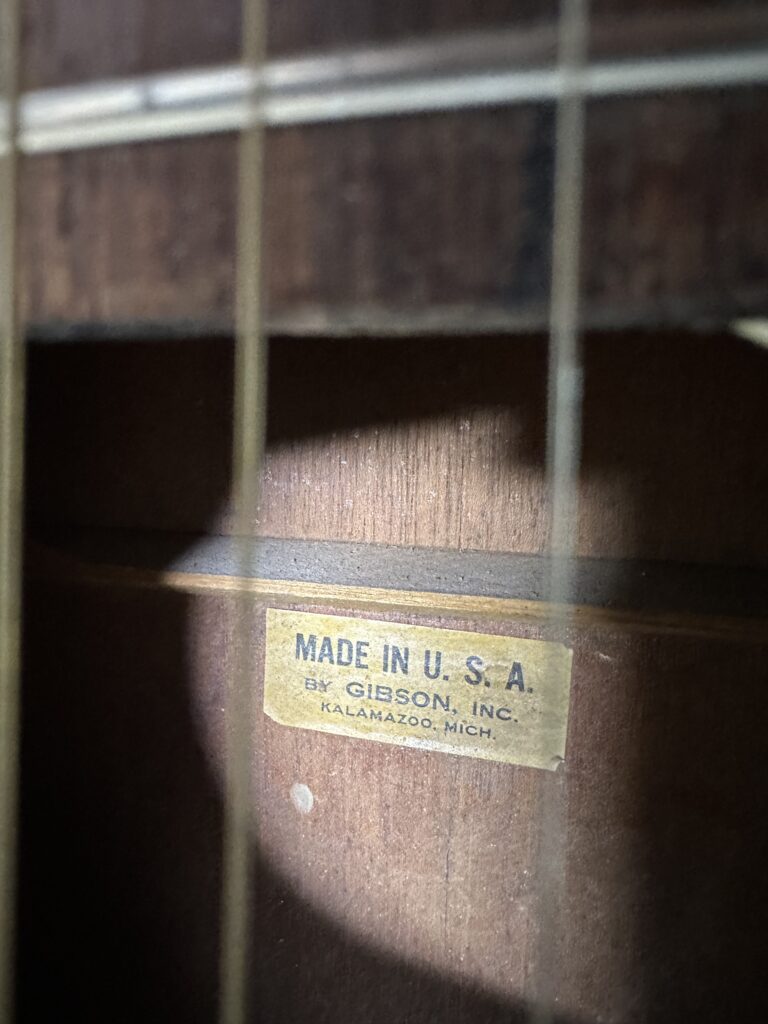 MADE IN U. S. A.
BY GIBSON, INC.
KALAMAZOO, MICH.